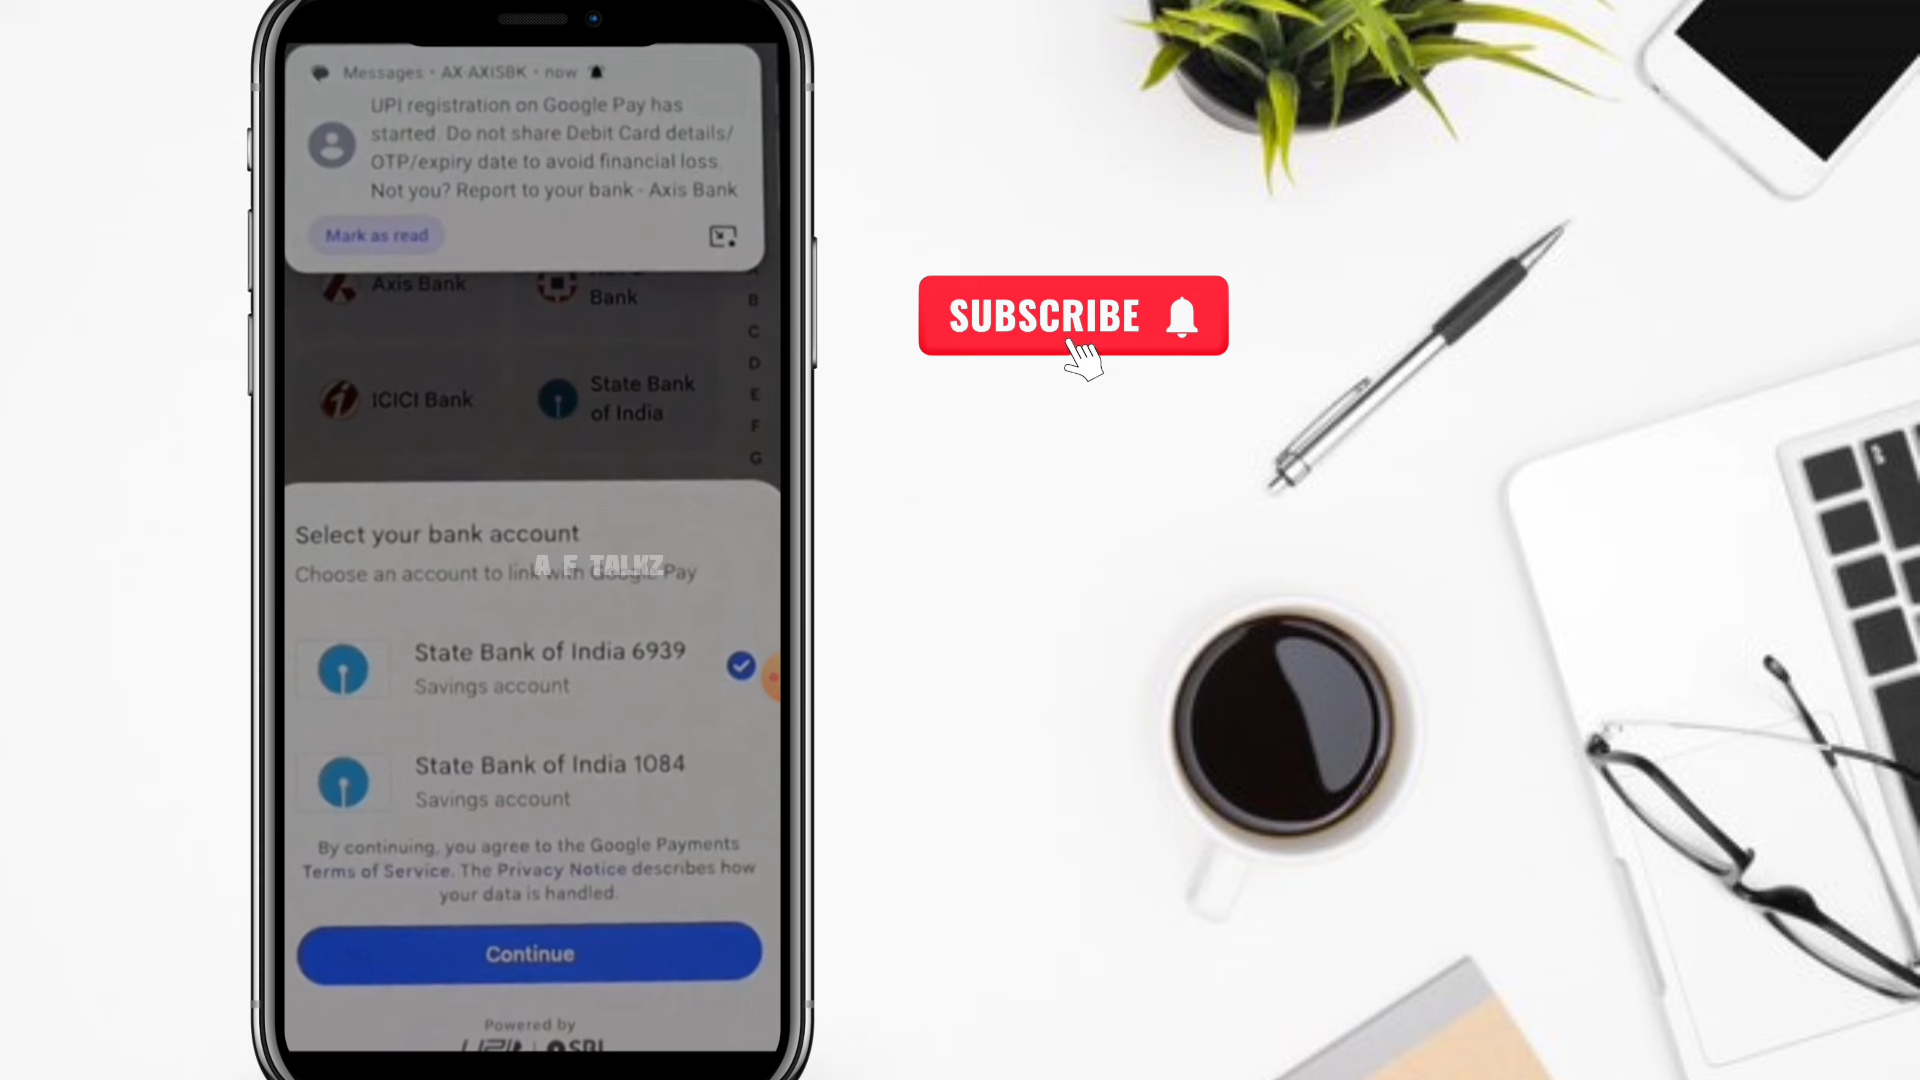 Messages • AX-AXISBK • now
UPI registration on Google Pay has
started. Do not share Debit Card details/
OTP/expiry date to avoid financial loss.
Not you? Report to your bank - Axis Bank
Mark as read
Axis Bank
Bank
B
C
D
E
F
G
ICICI Bank
State Bank
of India
SUBSCRIBE
Select your bank account
Choose an account to link with Google Pay
A F TALKZ
State Bank of India 6939
Savings account
State Bank of India 1084
Savings account
By continuing, you agree to the Google Payments
Terms of Service. The Privacy Notice describes how
your data is handled.
Continue
Powered by
UPI | SBI